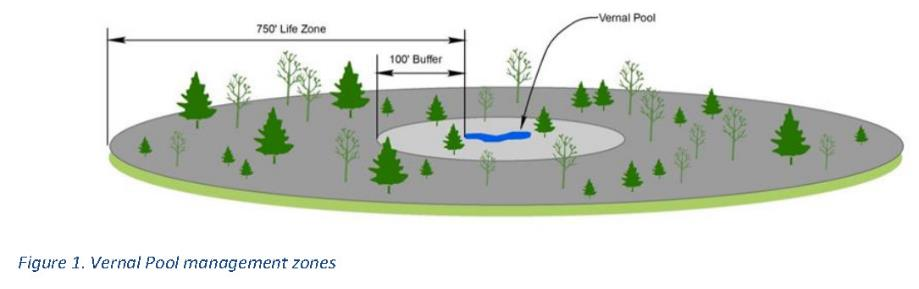 750' Life Zone
Vernal Pool
100' Buffer
Figure 1. Vernal Pool management zones